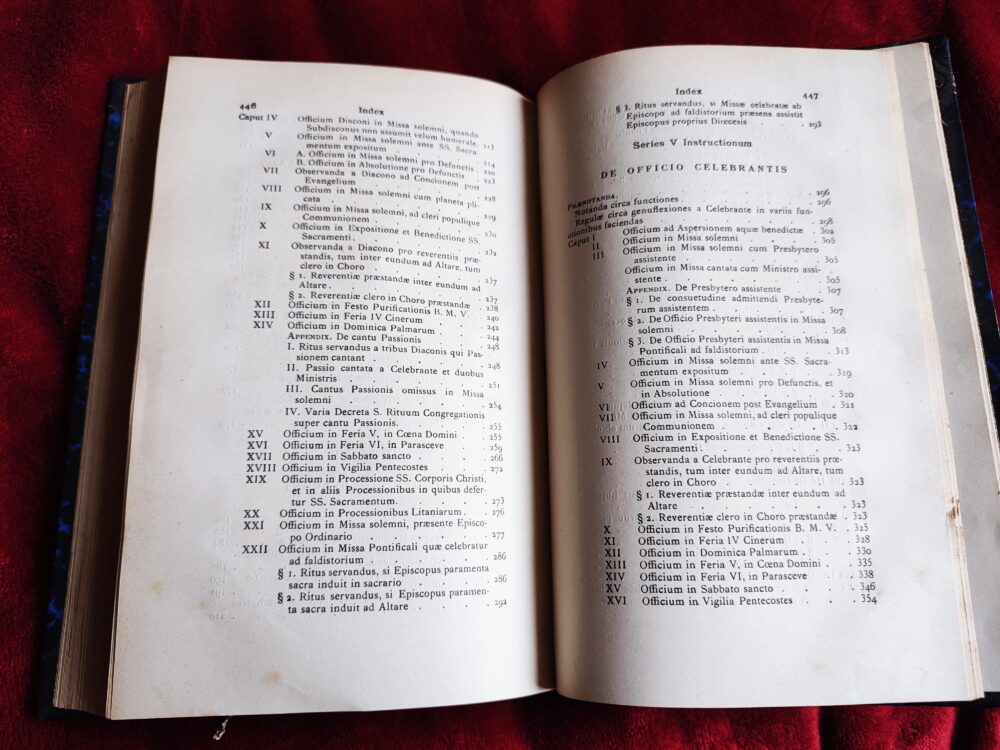 446
Index
Caput IV Officium Diaconi in Missa solemni, quando
Subdiaconus non assumit velum humerale. 213
V Officium in Missa solemni ante SS. Sacra-
mentum expositum . . . . . 214
VI A. Officium in Missa solemni pro Defunctis . 220
B. Officium in Absolutione pro Defunctis . 223
VII Observanda a Diacono ad Concionem post
Evangelium . . . . . 228
VIII Officium in Missa solemni cum planeta pli-
cata . . . . . 229
IX Officium in Missa solemni, ad cleri populique
Communionem . . . . . 230
X Officium in Expositione et Benedictione SS.
Sacramenti . . . . . 232
XI Observanda a Diacono pro reverentiis præ-
standis, tum inter eundum ad Altare, tum
clero in Choro . . . . . 237
§ 1. Reverentiæ præstandæ inter eundum ad
Altare . . . . . 237
§ 2. Reverentiæ clero in Choro præstandæ . 238
XII Officium in Festo Purificationis B. M. V. . 240
XIII Officium in Feria IV Cinerum . . . 242
XIV Officium in Dominica Palmarum . . . 244
Appendix. De cantu Passionis . . . 248
I. Ritus servandus a tribus Diaconis qui Pas-
sionem cantant . . . . . 248
II. Passio cantata a Celebrante et duobus
Ministris . . . . . 251
III. Cantus Passionis omissus in Missa
solemni . . . . . 254
IV. Varia Decreta S. Rituum Congregationis
super cantu Passionis. . . . . 255
XV Officium in Feria V, in Cœna Domini . . 255
XVI Officium in Feria VI, in Parasceve . . 259
XVII Officium in Sabbato sancto . . . 266
XVIII Officium in Vigilia Pentecostes . . . 272
XIX Officium in Processione SS. Corporis Christi,
et in aliis Processionibus in quibus defer-
tur SS. Sacramentum. . . . . 273
XX Officium in Processionibus Litaniarum . . 276
XXI Officium in Missa solemni, præsente Episco-
po Ordinario . . . . . 277
XXII Officium in Missa Pontificali quæ celebratur
ad faldistorium . . . . . 286
§ 1. Ritus servandus, si Episcopus paramenta
sacra induit in sacrario . . . . 286
§ 2. Ritus servandus, si Episcopus paramen-
ta sacra induit ad Altare . . . . 292
Index
447
§ 3. Ritus servandus, si Missæ celebratæ ab
Episcopo ad faldistorium præsens assistit
Episcopus proprius Diœcesis . . . 293
Series V Instructionum
DE OFFICIO CELEBRANTIS
PRÆNOTANDA. . . . . . 296
Notanda circa functiones . . . . 296
Regulæ circa genuflexiones a Celebrante in variis fun-
ctionibus faciendas . . . . . 298
Caput I Officium ad Aspersionem aquæ benedictæ . 302
II Officium in Missa solemni . . . 305
III Officium in Missa solemni cum Presbytero
assistente . . . . . 305
Officium in Missa cantata cum Ministro assi-
stente . . . . . 306
Appendix. De Presbytero assistente . . 307
§ 1. De consuetudine admittendi Presbyte-
rum assistentem . . . . . 307
§ 2. De Officio Presbyteri assistentis in Missa
solemni . . . . . 308
§ 3. De Officio Presbyteri assistentis in Missa
Pontificali ad faldistorium . . . . 313
IV Officium in Missa solemni ante SS. Sacra-
mentum expositum . . . . . 319
V Officium in Missa solemni pro Defunctis, et
in Absolutione . . . . . 320
VI Officium ad Concionem post Evangelium . 321
VII Officium in Missa solemni, ad cleri populique
Communionem . . . . . 322
VIII Officium in Expositione et Benedictione SS.
Sacramenti . . . . . 323
IX Observanda a Celebrante pro reverentiis præ-
standis, tum inter eundum ad Altare, tum
clero in Choro . . . . . 323
§ 1. Reverentiæ præstandæ inter eundum ad
Altare . . . . . 323
§ 2. Reverentiæ clero in Choro præstandæ . 323
X Officium in Festo Purificationis B. M. V. . 325
XI Officium in Feria IV Cinerum . . . 328
XII Officium in Dominica Palmarum . . . 330
XIII Officium in Feria V, in Cœna Domini . . 335
XIV Officium in Feria VI, in Parasceve . . 338
XV Officium in Sabbato sancto . . . 346
XVI Officium in Vigilia Pentecostes . . . 354